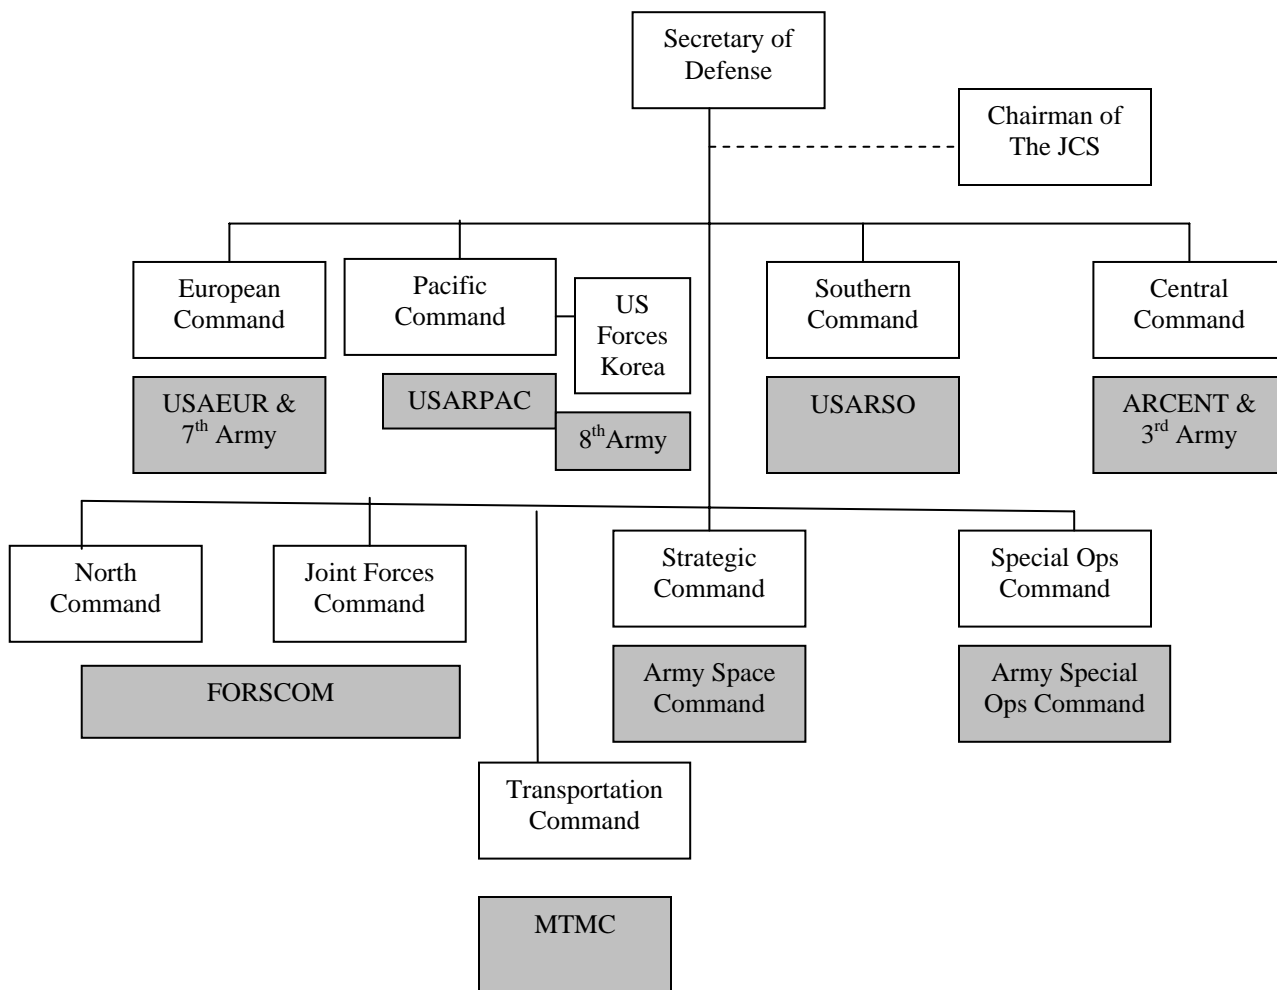 Secretary of
Defense
Chairman of
The JCS
European
Command
Pacific
Command
US
Forces
Korea
Southern
Command
Central
Command
USAEUR &
7th Army
USARPAC
8thArmy
USARSO
ARCENT &
3rd Army
North
Command
Joint Forces
Command
Strategic
Command
Special Ops
Command
FORSCOM
Army Space
Command
Army Special
Ops Command
Transportation
Command
MTMC